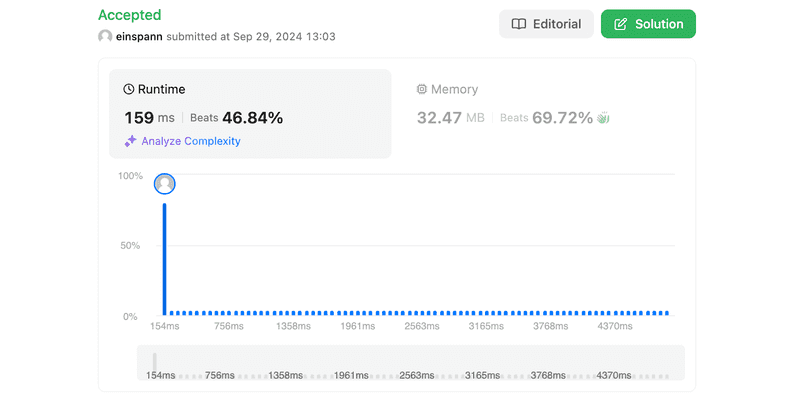 Accepted
einspann submitted at Sep 29, 2024 13:03
Editorial
Solution
Runtime
159 ms | Beats 46.84%
Analyze Complexity
Memory
32.47 MB | Beats 69.72%
100%
50%
0%
154ms 756ms 1358ms 1961ms 2563ms 3165ms 3768ms 4370ms
154ms 756ms 1358ms 1961ms 2563ms 3165ms 3768ms 4370ms